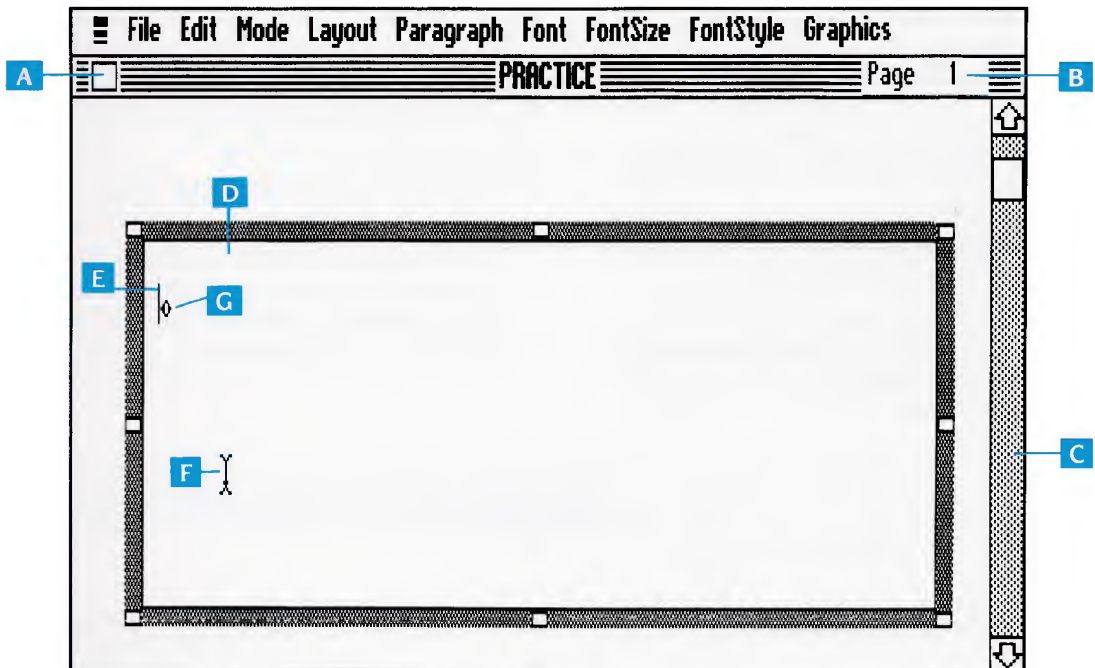 File Edit Mode Layout Paragraph Font FontSize FontStyle Graphics
A PRACTICE Page 1 B
D
E
G
F
C